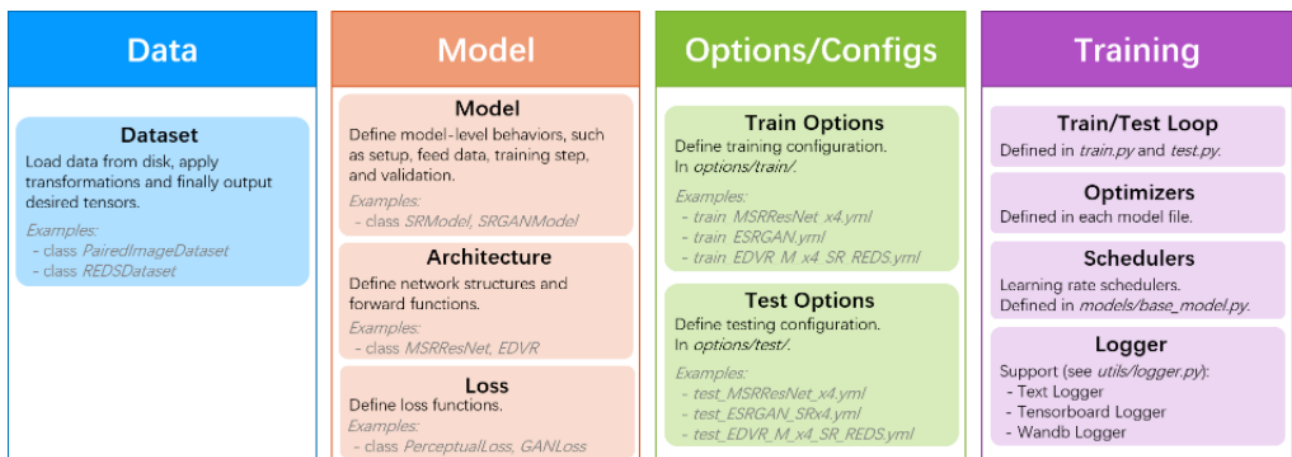 Data
Dataset
Load data from disk, apply
transformations and finally output
desired tensors.
Examples:
- class PairedImageDataset
- class REDSDataset
Model
Model
Define model-level behaviors, such
as setup, feed data, training step,
and validation.
Examples:
- class SRModel, SRGANModel
Architecture
Define network structures and
forward functions.
Examples:
- class MSRResNet, EDVR
Loss
Define loss functions.
Examples:
- class PerceptualLoss, GANLoss
Options/Configs
Train Options
Define training configuration.
In options/train/.
Examples:
- train_MSRResNet_x4.yml
- train_ESRGAN.yml
- train_EDVR_M_x4_SR_REDS.yml
Test Options
Define testing configuration.
In options/test/.
Examples:
- test_MSRResNet_x4.yml
- test_ESRGAN_SRx4.yml
- test_EDVR_M_x4_SR_REDS.yml
Training
Train/Test Loop
Defined in train.py and test.py.
Optimizers
Defined in each model file.
Schedulers
Learning rate schedulers.
Defined in models/base_model.py.
Logger
Support (see utils/logger.py):
- Text Logger
- Tensorboard Logger
- Wandb Logger